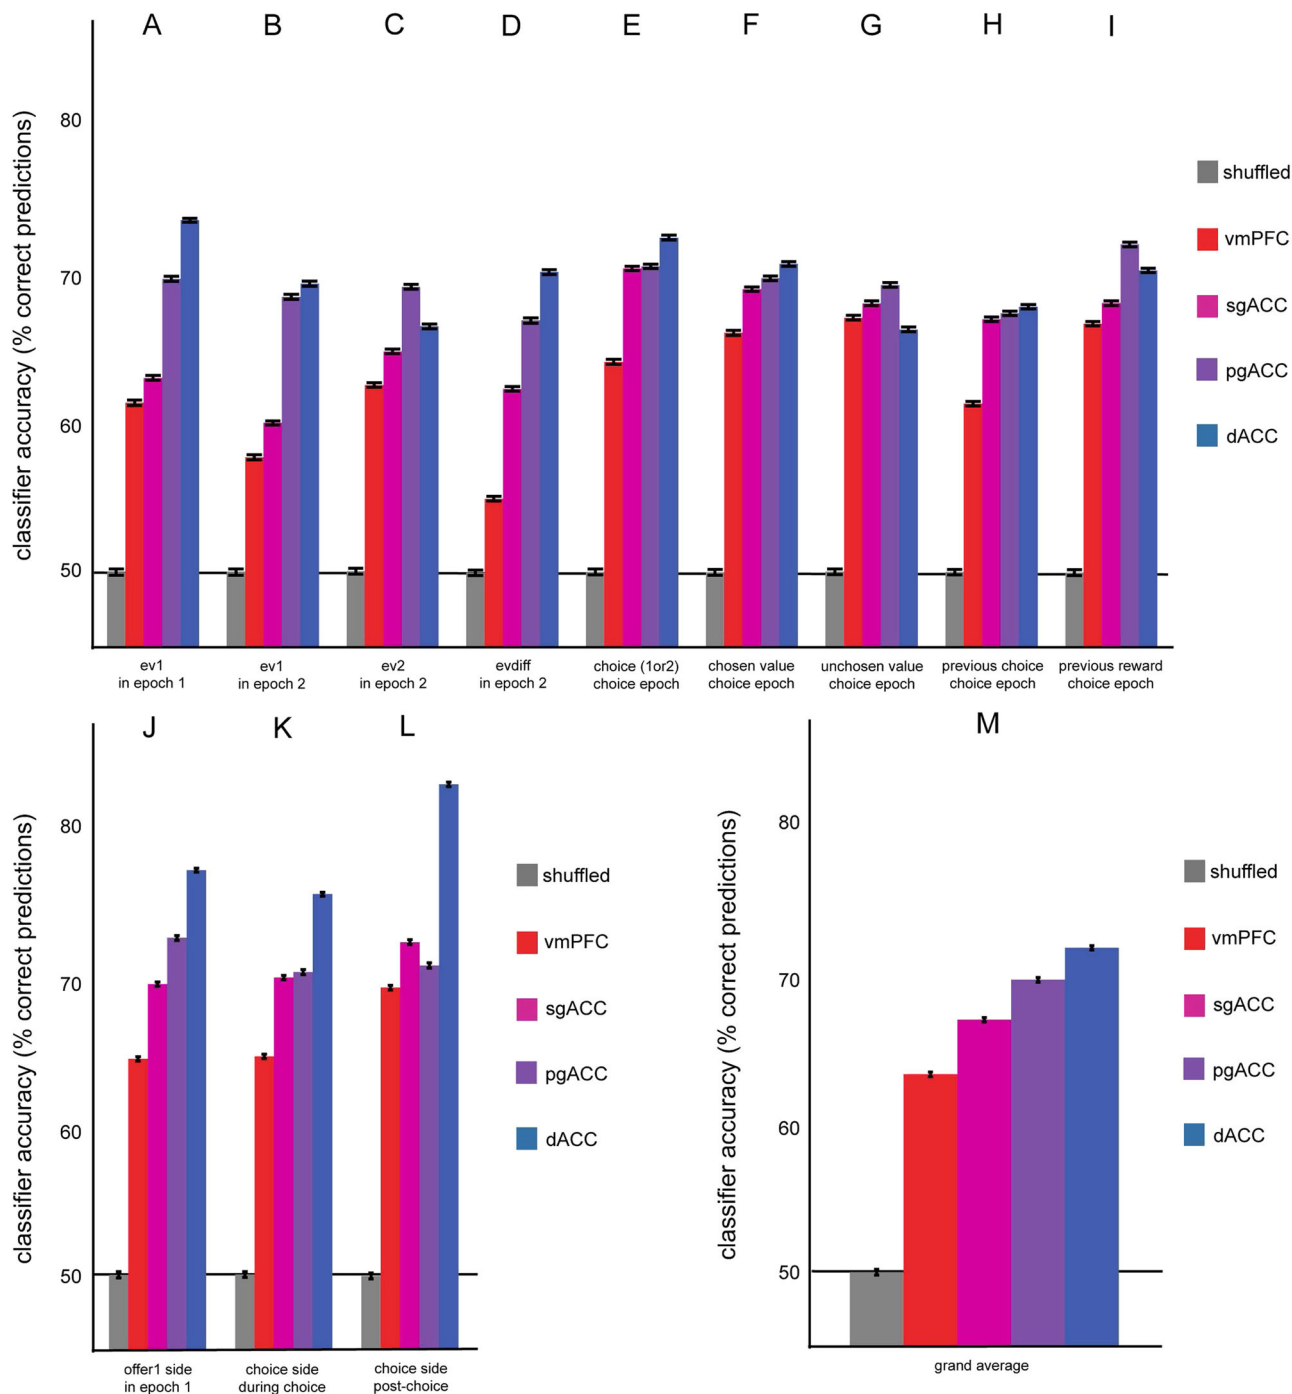 A B C D E F G H I
classifier accuracy (% correct predictions)
80
70
60
50
shuffled
vmPFC
sgACC
pgACC
dACC
ev1
in epoch 1
ev1
in epoch 2
ev2
in epoch 2
evdiff
in epoch 2
choice (1or2)
choice epoch
chosen value
choice epoch
unchosen value
choice epoch
previous choice
choice epoch
previous reward
choice epoch
J K L
classifier accuracy (% correct predictions)
80
70
60
50
shuffled
vmPFC
sgACC
pgACC
dACC
offer1 side
in epoch 1
choice side
during choice
choice side
post-choice
M
classifier accuracy (% correct predictions)
80
70
60
50
shuffled
vmPFC
sgACC
pgACC
dACC
grand average